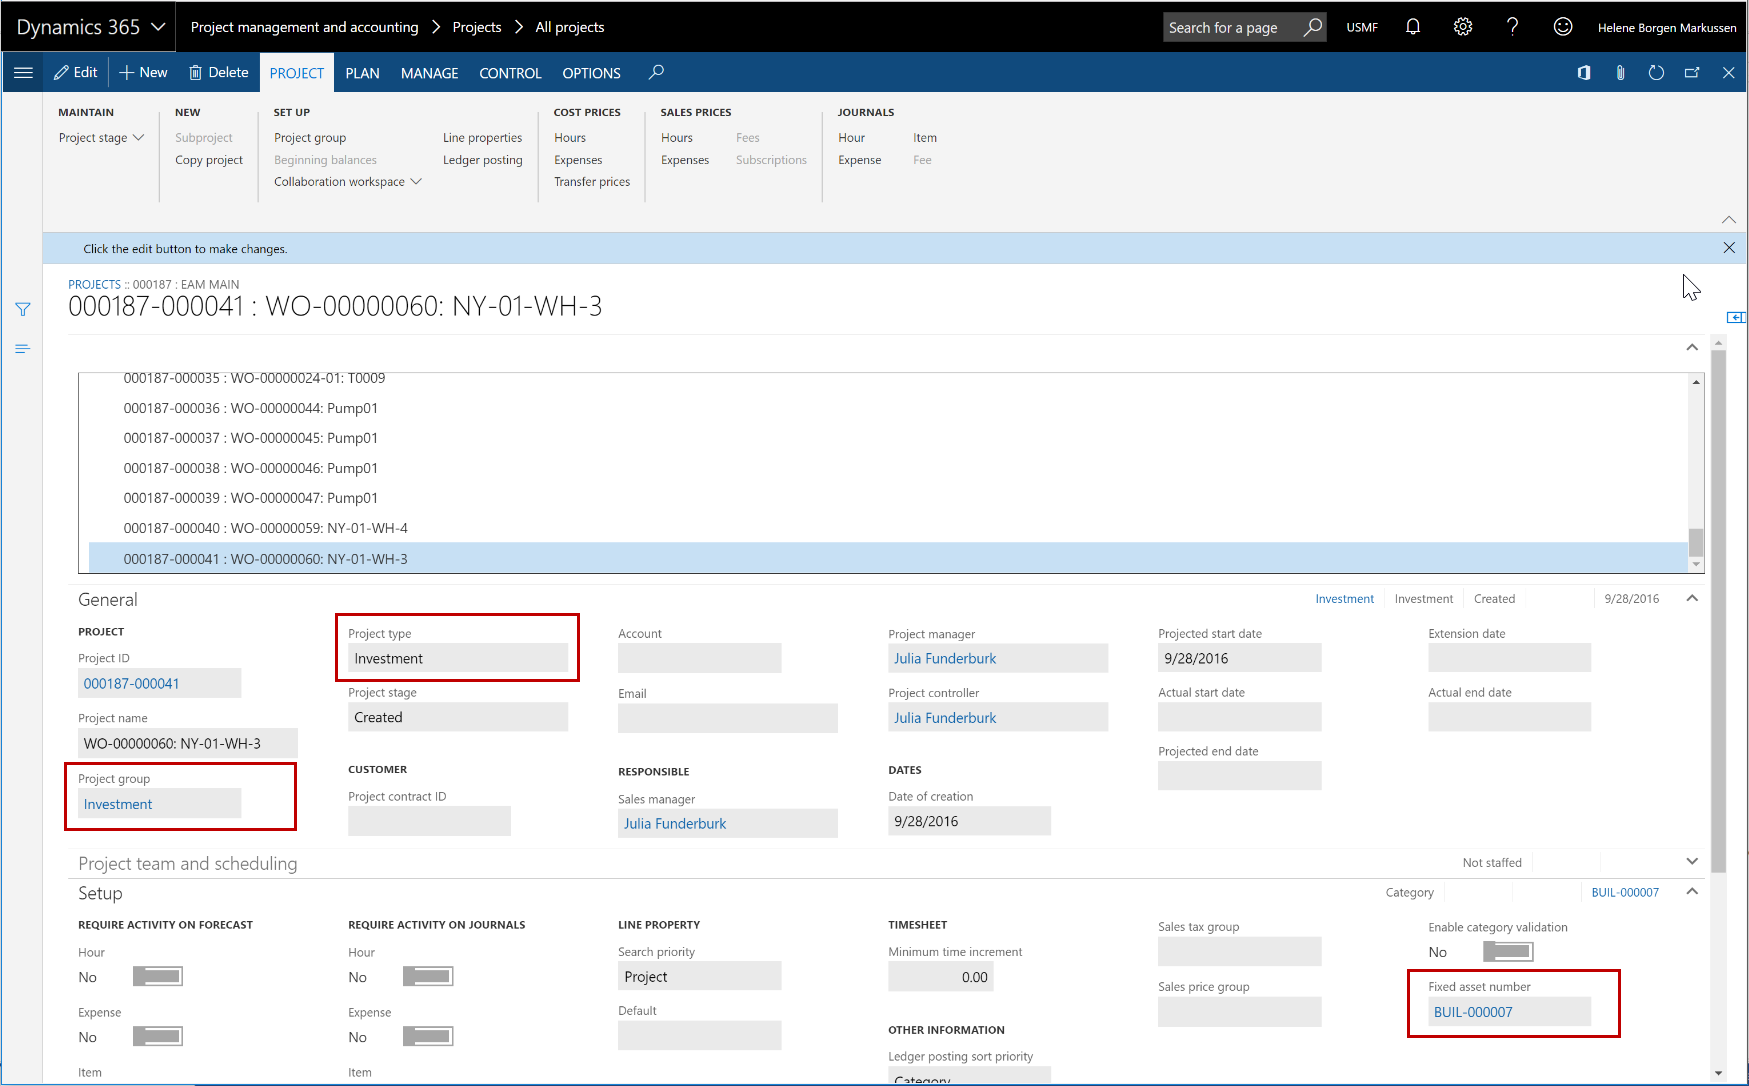 Dynamics 365
Project management and accounting
Projects
All projects
Search for a page
USMF
Helene Borgen Markussen
Edit
New
Delete
PROJECT
PLAN
MANAGE
CONTROL
OPTIONS
MAINTAIN
Project stage
NEW
Subproject
Copy project
SET UP
Project group
Beginning balances
Collaboration workspace
Line properties
Ledger posting
COST PRICES
Hours
Expenses
Transfer prices
SALES PRICES
Hours
Expenses
Fees
Subscriptions
JOURNALS
Hour
Expense
Item
Fee
Click the edit button to make changes.
PROJECTS :: 000187 : EAM MAIN
000187-000041 : WO-00000060: NY-01-WH-3
000187-000035 : WO-00000024-01: T0009
000187-000036 : WO-00000044: Pump01
000187-000037 : WO-00000045: Pump01
000187-000038 : WO-00000046: Pump01
000187-000039 : WO-00000047: Pump01
000187-000040 : WO-00000059: NY-01-WH-4
000187-000041 : WO-00000060: NY-01-WH-3
General
Investment
Investment
Created
9/28/2016
PROJECT
Project ID
000187-000041
Project name
WO-00000060: NY-01-WH-3
Project group
Investment
Project type
Investment
Project stage
Created
CUSTOMER
Project contract ID
Account
Email
RESPONSIBLE
Sales manager
Julia Funderburk
Project manager
Julia Funderburk
Project controller
Julia Funderburk
DATES
Date of creation
9/28/2016
Projected start date
9/28/2016
Actual start date
Projected end date
Extension date
Actual end date
Project team and scheduling
Not staffed
Setup
Category
BUIL-000007
REQUIRE ACTIVITY ON FORECAST
Hour
No
Expense
No
Item
REQUIRE ACTIVITY ON JOURNALS
Hour
No
Expense
No
Item
LINE PROPERTY
Search priority
Project
Default
TIMESHEET
Minimum time increment
0.00
OTHER INFORMATION
Ledger posting sort priority
Category
Sales tax group
Sales price group
Enable category validation
No
Fixed asset number
BUIL-000007